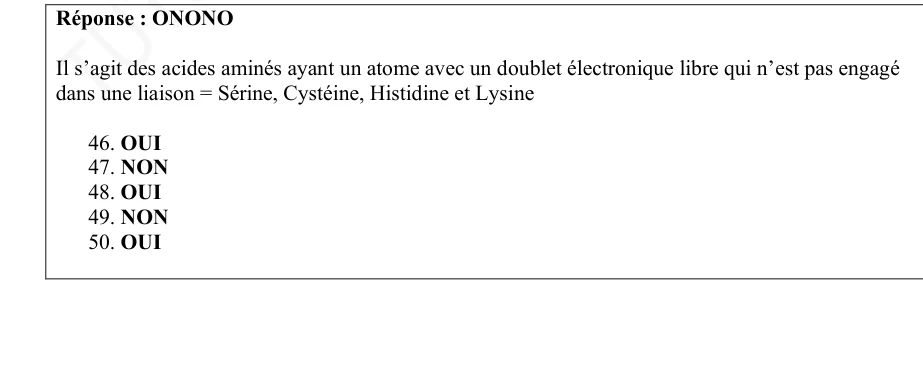 Réponse : ONONO
Il s’agit des acides aminés ayant un atome avec un doublet électronique libre qui n’est pas engagé
dans une liaison = Sérine, Cystéine, Histidine et Lysine
46. OUI
47. NON
48. OUI
49. NON
50. OUI